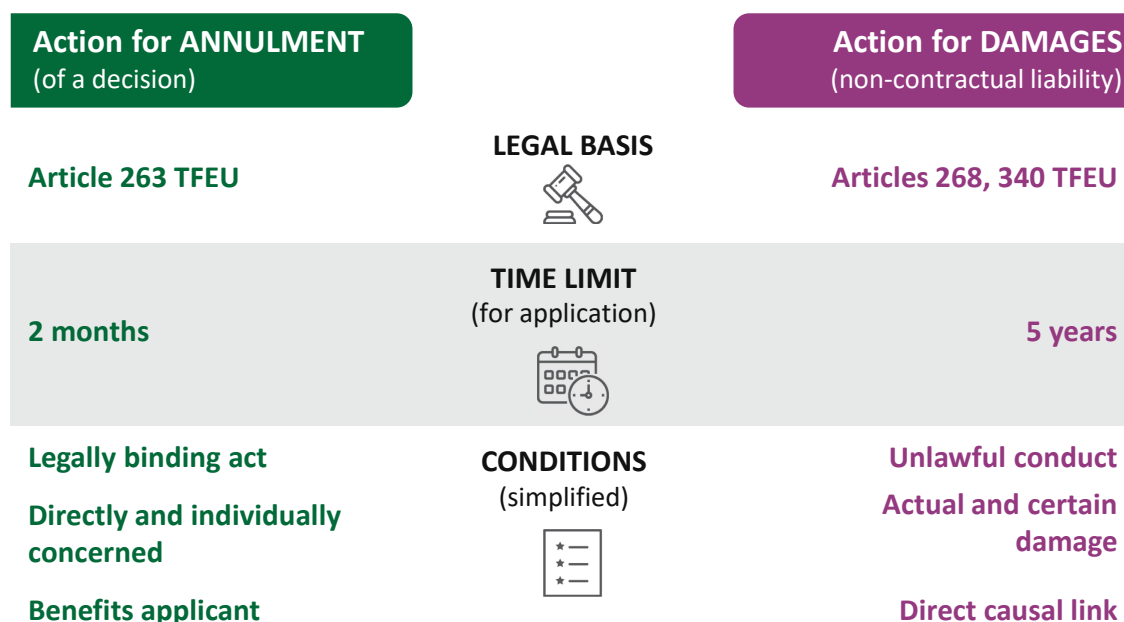 Action for ANNULMENT
(of a decision)
Action for DAMAGES
(non-contractual liability)
LEGAL BASIS
Article 263 TFEU
Articles 268, 340 TFEU
TIME LIMIT
(for application)
2 months
5 years
CONDITIONS
(simplified)
Legally binding act
Directly and individually
concerned
Benefits applicant
Unlawful conduct
Actual and certain
damage
Direct causal link